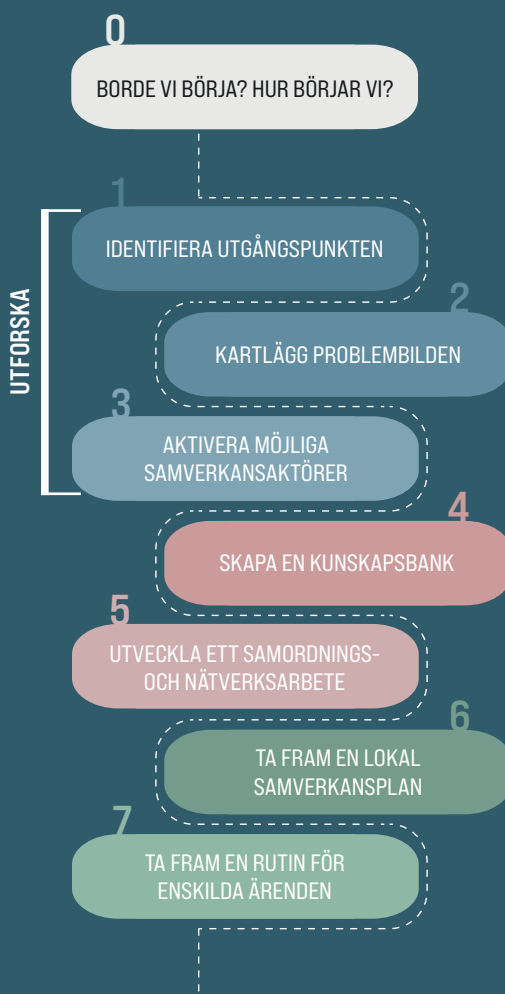 0
BORDE VI BÖRJA? HUR BÖRJAR VI?
UTFORSKA
1
IDENTIFIERA UTGÅNGSPUNKTEN
2
KARTLÄGG PROBLEMBILDEN
3
AKTIVERA MÖJLIGA
SAMVERKANSAKTÖRER
4
SKAPA EN KUNSKAPSBANK
5
UTVECKLA ETT SAMORDNINGS-
OCH NÄTVERKSARBETE
6
TA FRAM EN LOKAL
SAMVERKANSPLAN
7
TA FRAM EN RUTIN FÖR
ENSKILDA ÄRENDEN